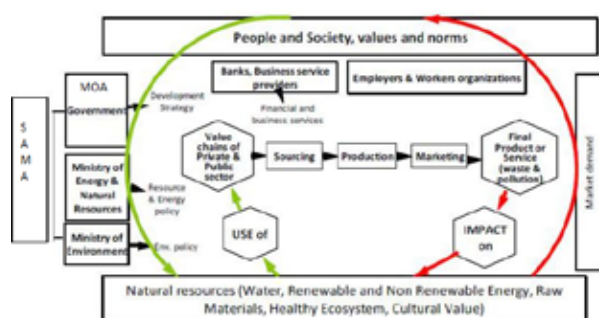 People and Society, values and norms
Banks, Business service
providers
Employers & Workers organizations
MOA
Government
Development
Strategy
Financial and
business services
S
A
M
A
Value
chains of
Private &
Public
sector
Sourcing
Production
Marketing
Final
Product or
Service
(waste &
pollution)
Market demand
Ministry of
Energy &
Natural
Resources
Resource
& Energy
policy
USE of
IMPACT
on
Ministry of
Environment
Env. policy
Natural resources (Water, Renewable and Non Renewable Energy, Raw
Materials, Healthy Ecosystem, Cultural Value)